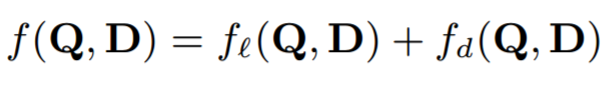 f(Q, D) = fℓ(Q, D) + fd(Q, D)